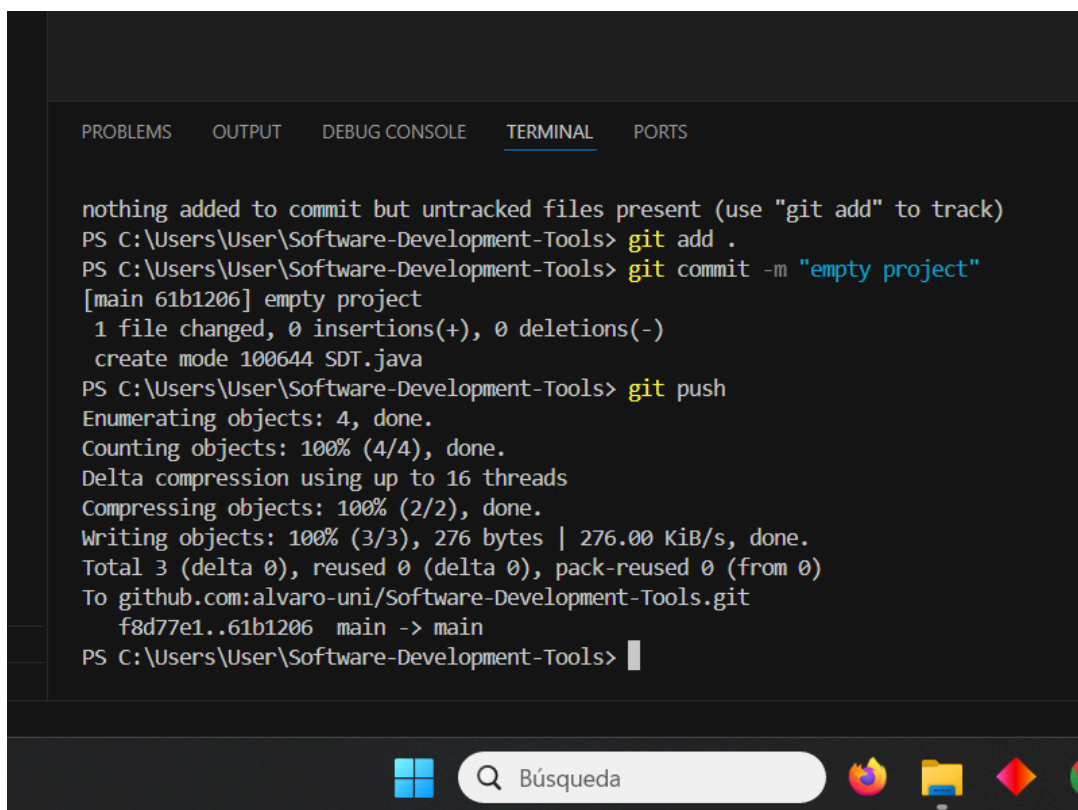 PROBLEMS OUTPUT DEBUG CONSOLE TERMINAL PORTS
nothing added to commit but untracked files present (use "git add" to track)
PS C:\Users\User\Software-Development-Tools> git add .
PS C:\Users\User\Software-Development-Tools> git commit -m "empty project"
[main 61b1206] empty project
 1 file changed, 0 insertions(+), 0 deletions(-)
 create mode 100644 SDT.java
PS C:\Users\User\Software-Development-Tools> git push
Enumerating objects: 4, done.
Counting objects: 100% (4/4), done.
Delta compression using up to 16 threads
Compressing objects: 100% (2/2), done.
Writing objects: 100% (3/3), 276 bytes | 276.00 KiB/s, done.
Total 3 (delta 0), reused 0 (delta 0), pack-reused 0 (from 0)
To github.com:alvaro-uni/Software-Development-Tools.git
   f8d77e1..61b1206  main -> main
PS C:\Users\User\Software-Development-Tools>
Búsqueda